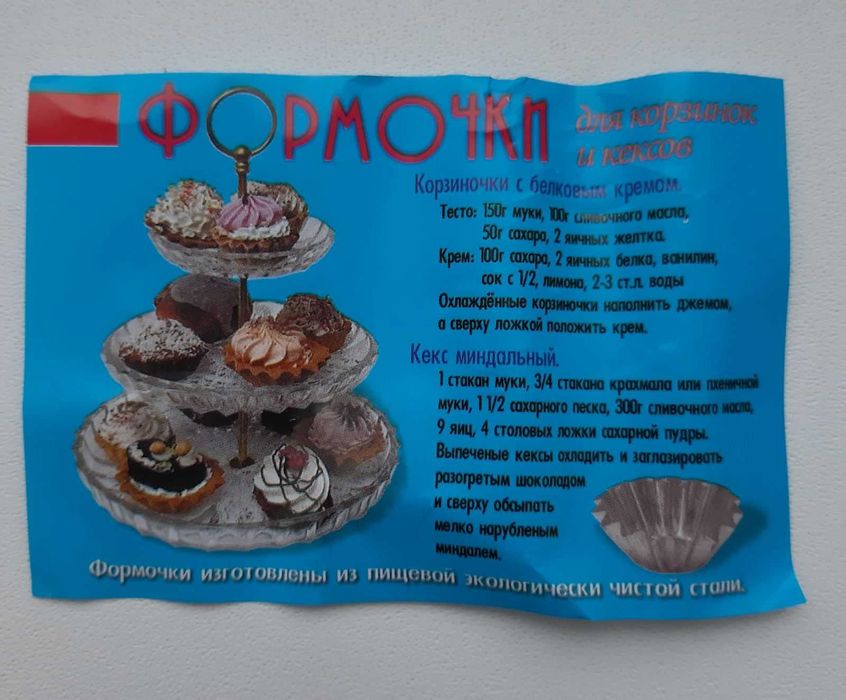 ФОРМОЧКИ
для корзинок
и кексов
Корзиночки с белковым кремом.
Тесто: 150г муки, 100г сливочного масла,
50г сахара, 2 яичных желтка.
Крем: 100г сахара, 2 яичных белка, ванилин,
сок с 1/2, лимона, 2-3 ст.л. воды
Охлаждённые корзиночки наполнить джемом,
а сверху ложкой положить крем.
Кекс миндальный.
1 стакан муки, 3/4 стакана крахмала или пшеничной
муки, 1 1/2 сахарного песка, 300г сливочного масла,
9 яиц, 4 столовых ложки сахарной пудры.
Выпеченые кексы охладить и заглазировать
разогретым шоколадом
и сверху обсыпать
мелко нарубленым
миндалем.
Формочки изготовлены из пищевой экологически чистой стали.